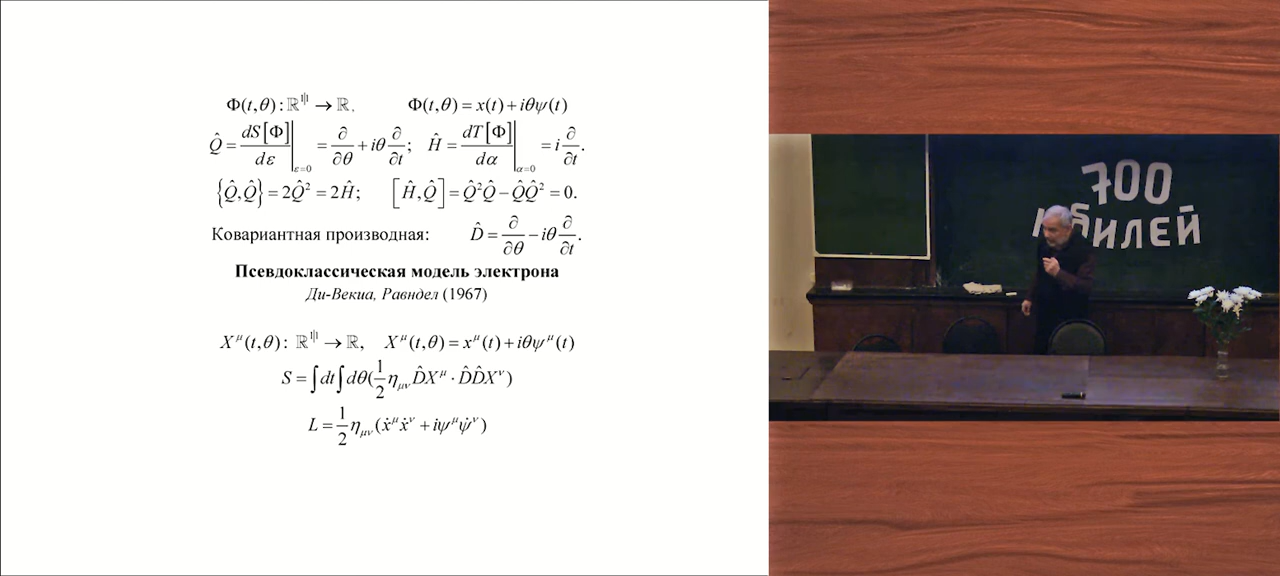 Φ(t,θ) : ℝ^{1|1} → ℝ, Φ(t,θ) = x(t) + iθψ(t)
Q̂ = dS[Φ]/dε |_{ε=0} = ∂/∂θ + iθ ∂/∂t; Ĥ = dT[Φ]/dα |_{α=0} = i ∂/∂t.
{Q̂,Q̂} = 2Q̂² = 2Ĥ; [Ĥ,Q̂] = Q̂²Q̂ − Q̂Q̂² = 0.
Ковариантная производная: D̂ = ∂/∂θ − iθ ∂/∂t.
Псевдоклассическая модель электрона
Ди-Векиа, Равндел (1967)
X^μ(t,θ) : ℝ^{1|1} → ℝ, X^μ(t,θ) = x^μ(t) + iθψ^μ(t)
S = ∫dt∫dθ(1/2 η_{μν} D̂X^μ · D̂D̂X^ν)
L = 1/2 η_{μν}(ẋ^μẋ^ν + iψ^μψ̇^ν)
700
ЮБИЛЕЙ